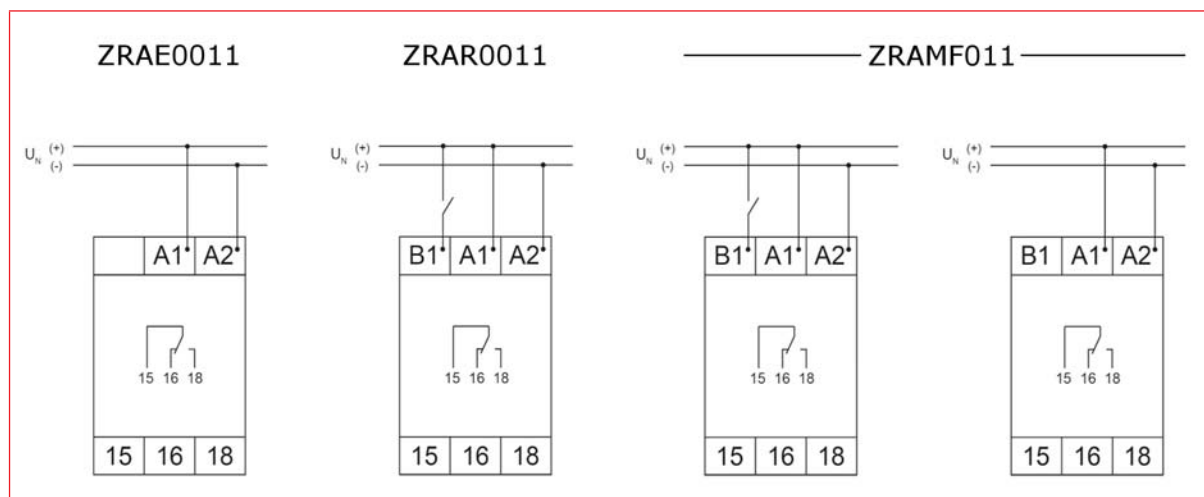 ZRAE0011
U_N (+)
(-)
A1 A2
15 16 18
15 16 18
ZRAR0011
U_N (+)
(-)
B1 A1 A2
15 16 18
15 16 18
ZRAMF011
U_N (+)
(-)
B1 A1 A2
15 16 18
15 16 18
U_N (+)
(-)
B1 A1 A2
15 16 18
15 16 18